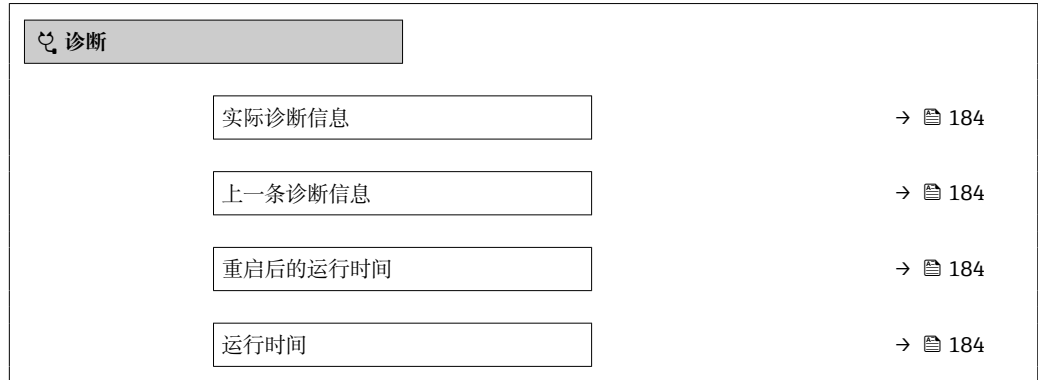 诊断
实际诊断信息 → 184
上一条诊断信息 → 184
重启后的运行时间 → 184
运行时间 → 184